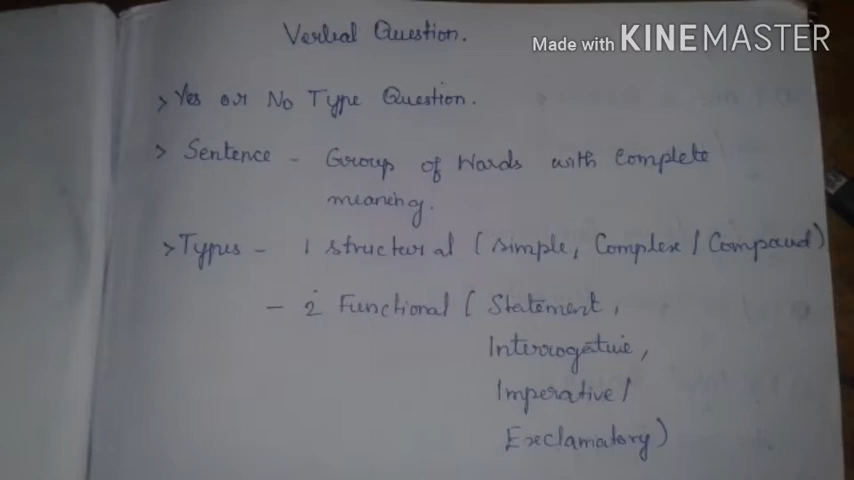 Verbal Question.
Made with KINEMASTER
> Yes or No Type Question.
> Sentence - Group of Words with Complete
meaning.
> Types - 1 structural ( simple, Complex / Compoud )
- 2 Functional ( Statement,
Interrogative,
Imperative /
Exclamatory )